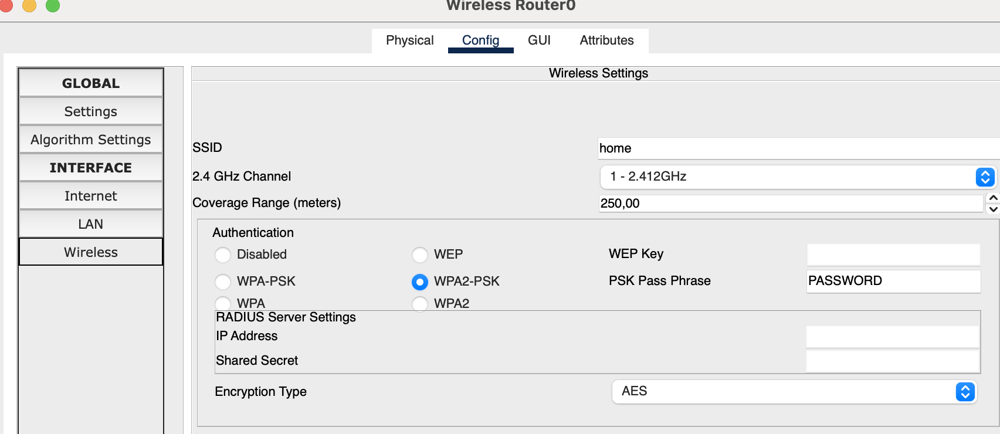 Wireless Router0
Physical Config GUI Attributes
GLOBAL
Settings
Algorithm Settings
INTERFACE
Internet
LAN
Wireless
Wireless Settings
SSID home
2.4 GHz Channel 1 - 2.412GHz
Coverage Range (meters) 250,00
Authentication
Disabled WEP WEP Key
WPA-PSK WPA2-PSK PSK Pass Phrase PASSWORD
WPA WPA2
RADIUS Server Settings
IP Address
Shared Secret
Encryption Type AES